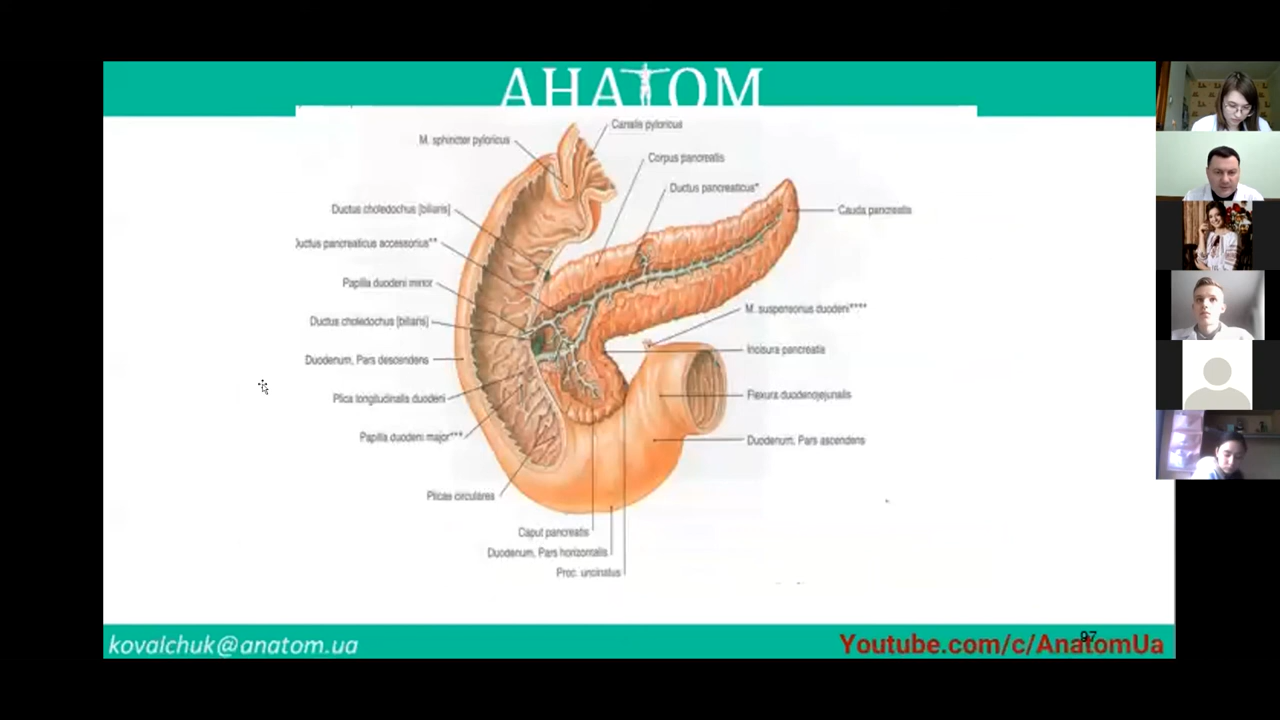 АНАТОМ
Canalis pyloricus
M. sphincter pyloricus
Corpus pancreatis
Ductus pancreaticus*
Ductus choledochus [biliaris]
Cauda pancreatis
Ductus pancreaticus accessorius**
Papilla duodeni minor
M. suspensorius duodeni****
Ductus choledochus [biliaris]
Incisura pancreatis
Duodenum, Pars descendens
Plica longitudinalis duodeni
Flexura duodenojejunalis
Papilla duodeni major***
Duodenum, Pars ascendens
Plicae circulares
Caput pancreatis
Duodenum, Pars horizontalis
Proc. uncinatus
kovalchuk@anatom.ua
97
Youtube.com/c/AnatomUa